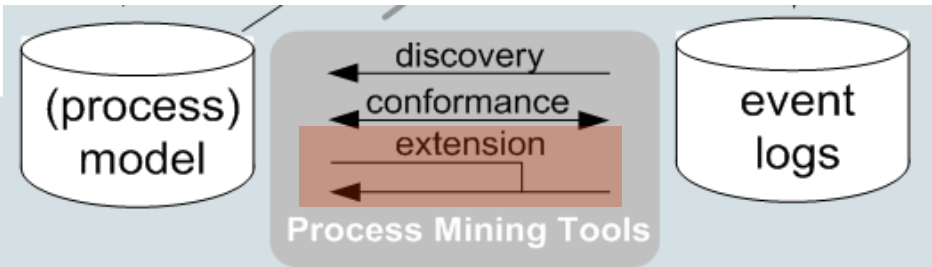 (process)
model
discovery
conformance
extension
Process Mining Tools
event
logs